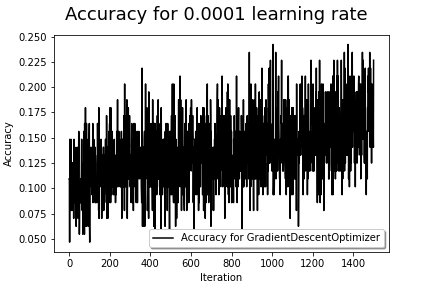 Accuracy for 0.0001 learning rate
0.250
0.225
0.200
0.175
0.150
0.125
0.100
0.075
0.050
Accuracy
Accuracy for GradientDescentOptimizer
0 200 400 600 800 1000 1200 1400
Iteration